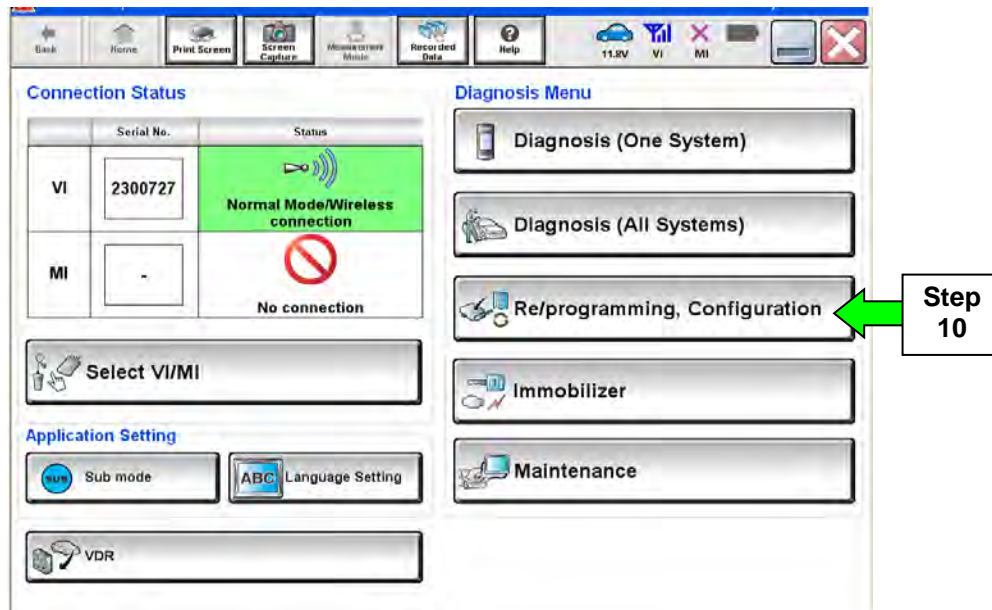 Back
Home
Print Screen
Screen
Capture
Measurement
Mode
Recorded
Data
Help
11.8V
VI
MI
Connection Status
Serial No.
Status
VI
2300727
Normal Mode/Wireless
connection
MI
-
No connection
Select VI/MI
Application Setting
SUB
Sub mode
ABC
Language Setting
VDR
Diagnosis Menu
Diagnosis (One System)
Diagnosis (All Systems)
Re/programming, Configuration
Immobilizer
Maintenance
Step
10